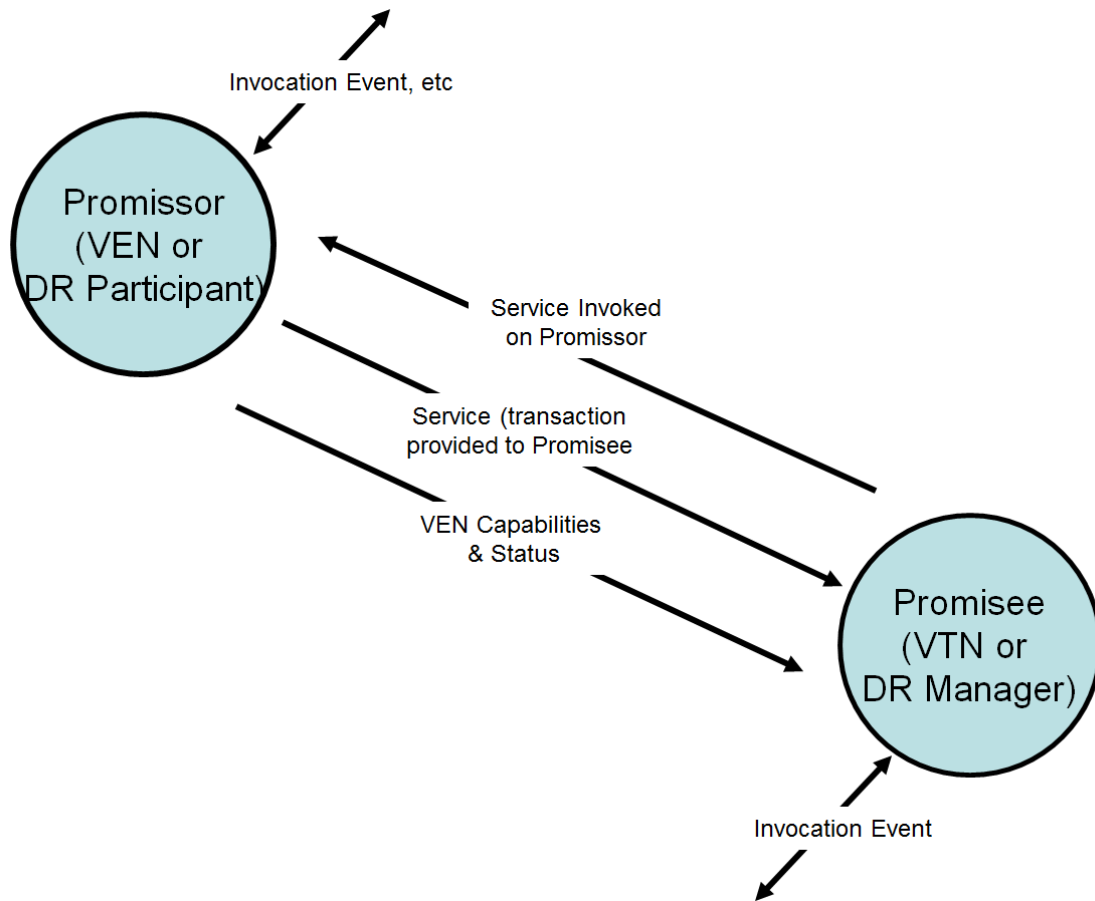 Invocation Event, etc
Promissor
(VEN or
DR Participant)
Service Invoked
on Promissor
Service (transaction
provided to Promisee
VEN Capabilities
& Status
Promisee
(VTN or
DR Manager)
Invocation Event